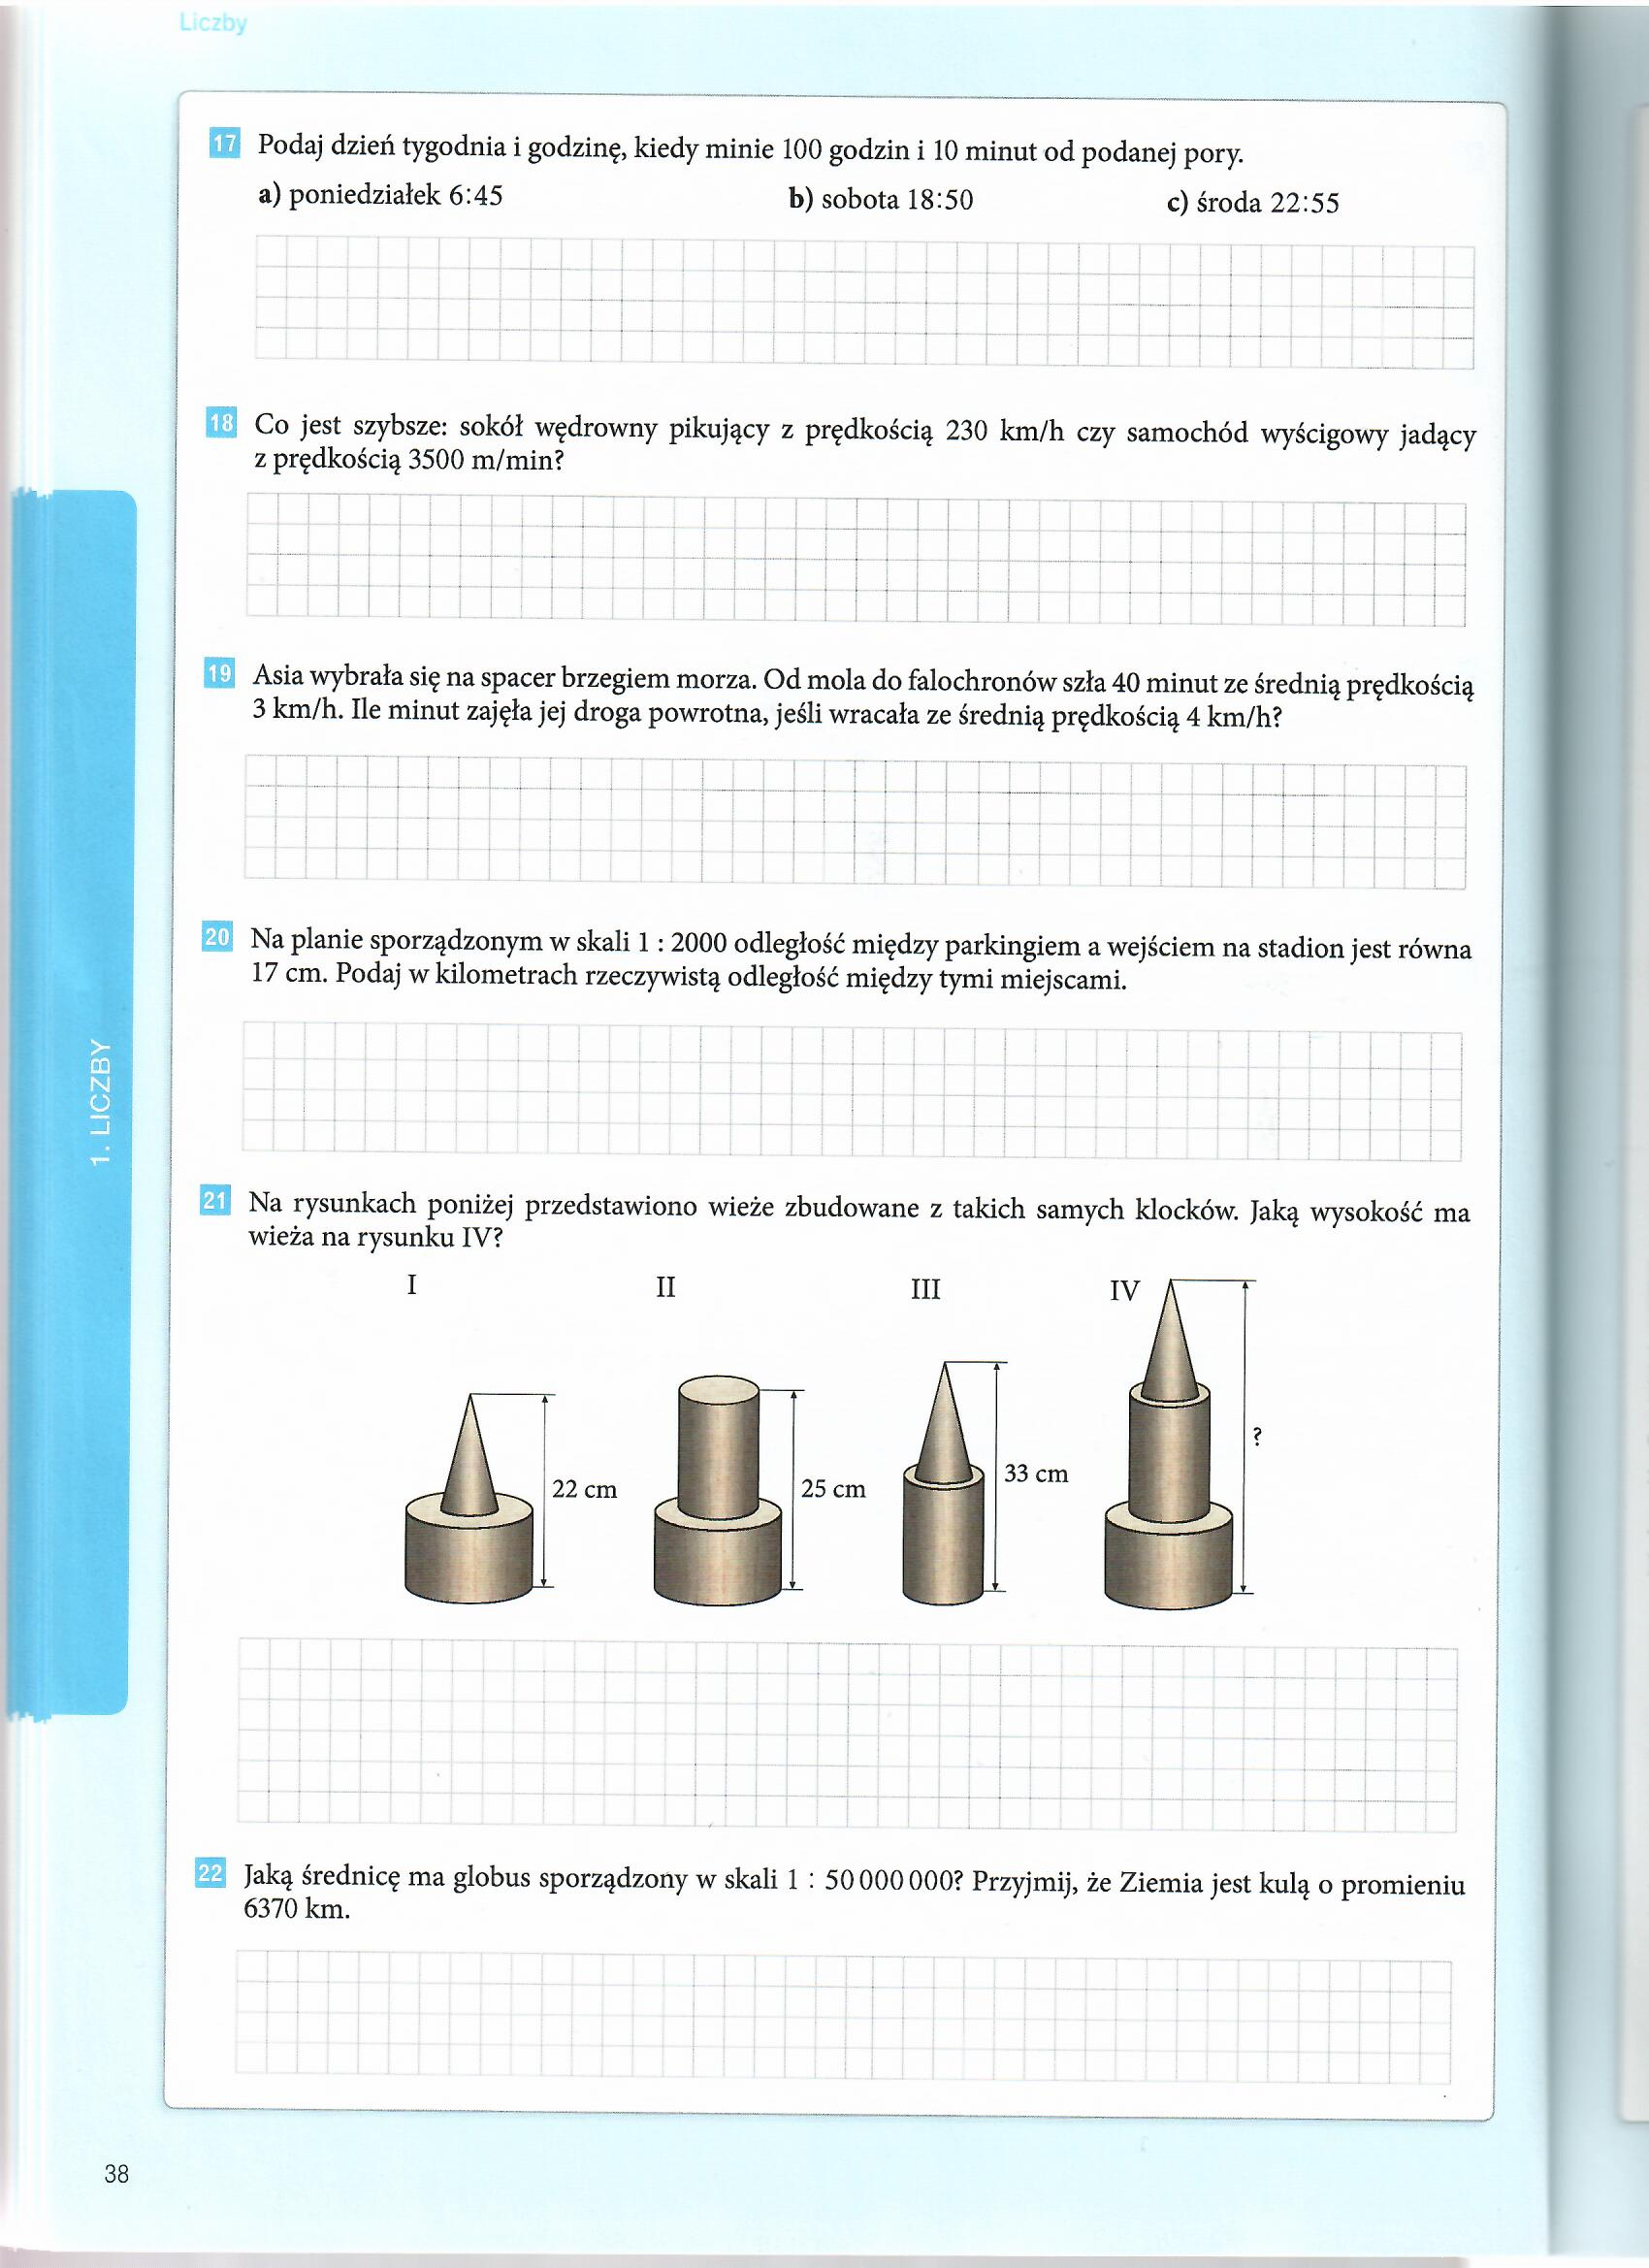 Liczby
17 Podaj dzień tygodnia i godzinę, kiedy minie 100 godzin i 10 minut od podanej pory.
a) poniedziałek 6:45 b) sobota 18:50 c) środa 22:55
18 Co jest szybsze: sokół wędrowny pikujący z prędkością 230 km/h czy samochód wyścigowy jadący
z prędkością 3500 m/min?
19 Asia wybrała się na spacer brzegiem morza. Od mola do falochronów szła 40 minut ze średnią prędkością
3 km/h. Ile minut zajęła jej droga powrotna, jeśli wracała ze średnią prędkością 4 km/h?
20 Na planie sporządzonym w skali 1 : 2000 odległość między parkingiem a wejściem na stadion jest równa
17 cm. Podaj w kilometrach rzeczywistą odległość między tymi miejscami.
1. LICZBY
21 Na rysunkach poniżej przedstawiono wieże zbudowane z takich samych klocków. Jaką wysokość ma
wieża na rysunku IV?
I II III IV
22 cm 25 cm 33 cm ?
22 Jaką średnicę ma globus sporządzony w skali 1 : 50 000 000? Przyjmij, że Ziemia jest kulą o promieniu
6370 km.
38